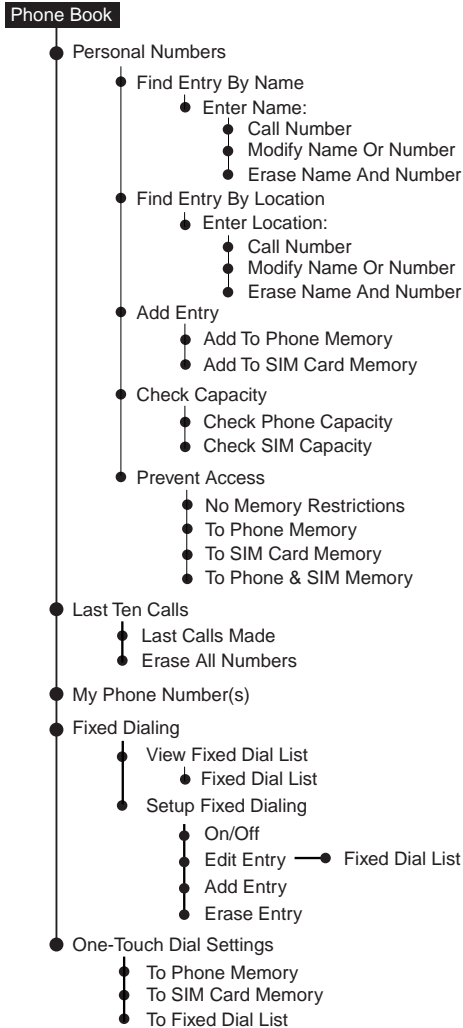 Phone Book
Personal Numbers
Find Entry By Name
Enter Name:
Call Number
Modify Name Or Number
Erase Name And Number
Find Entry By Location
Enter Location:
Call Number
Modify Name Or Number
Erase Name And Number
Add Entry
Add To Phone Memory
Add To SIM Card Memory
Check Capacity
Check Phone Capacity
Check SIM Capacity
Prevent Access
No Memory Restrictions
To Phone Memory
To SIM Card Memory
To Phone & SIM Memory
Last Ten Calls
Last Calls Made
Erase All Numbers
My Phone Number(s)
Fixed Dialing
View Fixed Dial List
Fixed Dial List
Setup Fixed Dialing
On/Off
Edit Entry Fixed Dial List
Add Entry
Erase Entry
One-Touch Dial Settings
To Phone Memory
To SIM Card Memory
To Fixed Dial List